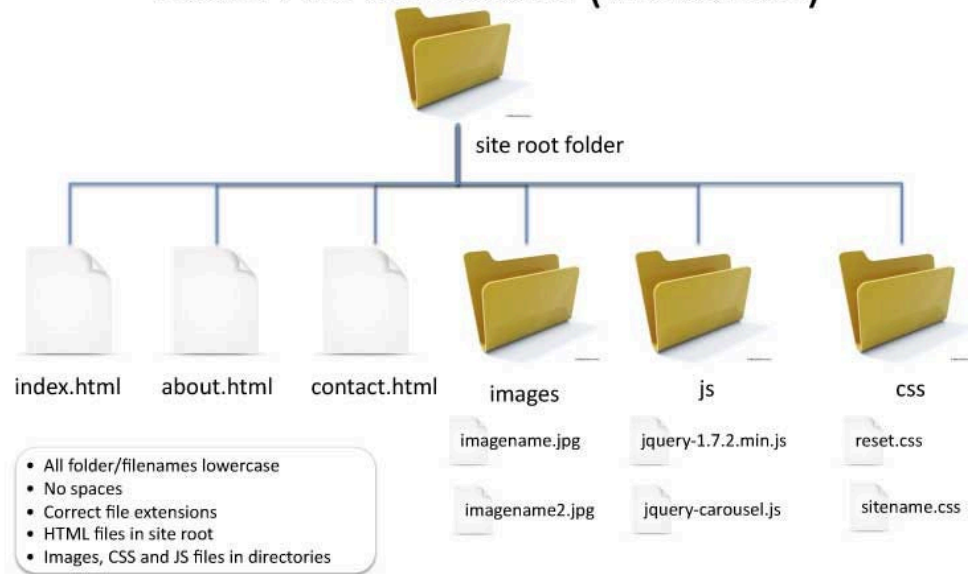 site root folder
index.html
about.html
contact.html
images
js
css
imagename.jpg
jquery-1.7.2.min.js
reset.css
imagename2.jpg
jquery-carousel.js
sitename.css
• All folder/filenames lowercase
• No spaces
• Correct file extensions
• HTML files in site root
• Images, CSS and JS files in directories